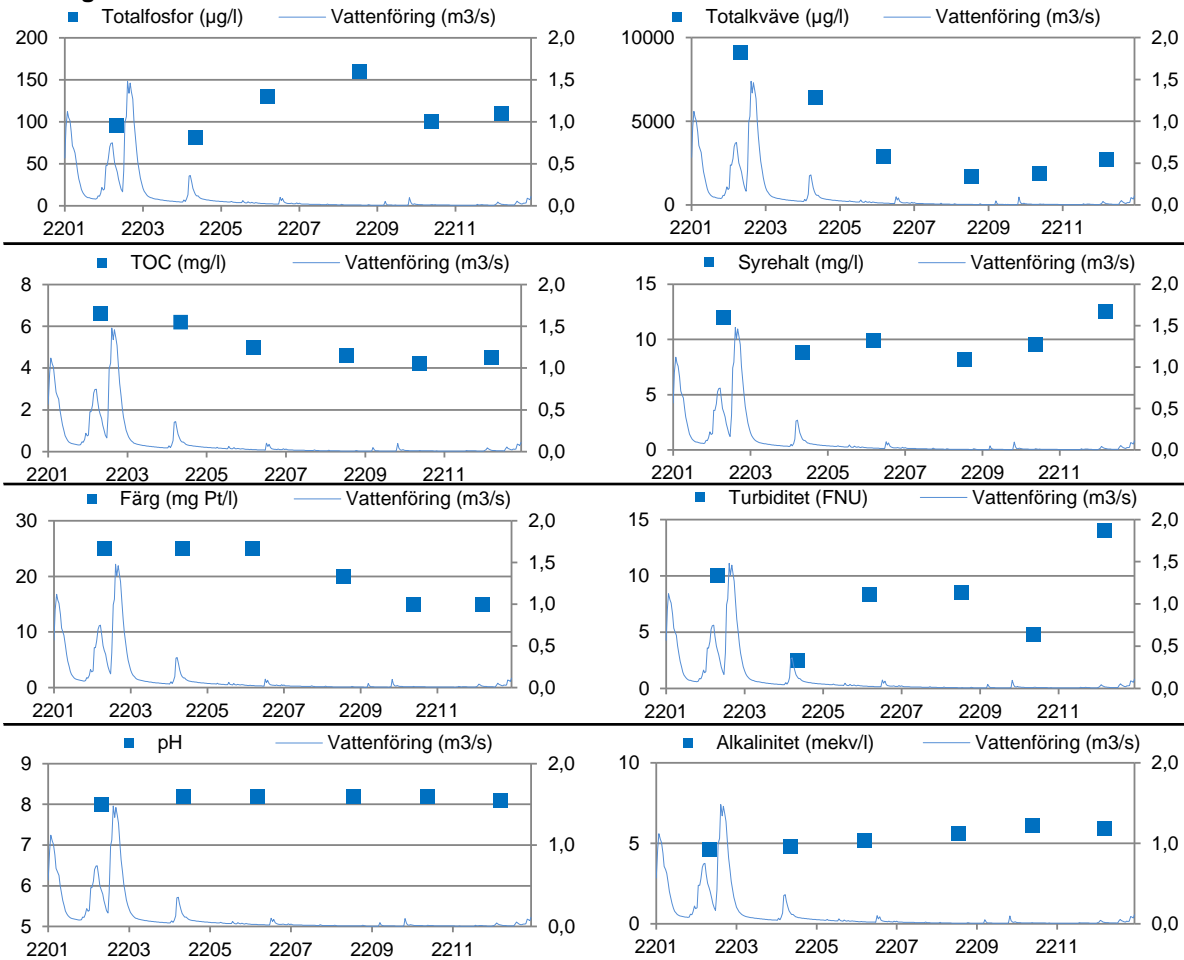 Totalfosfor (µg/l) Vattenföring (m3/s)
200 2,0
150 1,5
100 1,0
50 0,5
0 0,0
2201 2203 2205 2207 2209 2211
Totalkväve (µg/l) Vattenföring (m3/s)
10000 2,0
1,5
5000 1,0
0,5
0 0,0
2201 2203 2205 2207 2209 2211
TOC (mg/l) Vattenföring (m3/s)
8 2,0
6 1,5
4 1,0
2 0,5
0 0,0
2201 2203 2205 2207 2209 2211
Syrehalt (mg/l) Vattenföring (m3/s)
15 2,0
1,5
10
1,0
5
0,5
0 0,0
2201 2203 2205 2207 2209 2211
Färg (mg Pt/l) Vattenföring (m3/s)
30 2,0
1,5
20
1,0
10
0,5
0 0,0
2201 2203 2205 2207 2209 2211
Turbiditet (FNU) Vattenföring (m3/s)
15 2,0
1,5
10
1,0
5
0,5
0 0,0
2201 2203 2205 2207 2209 2211
pH Vattenföring (m3/s)
9 2,0
8 1,5
7 1,0
6 0,5
5 0,0
2201 2203 2205 2207 2209 2211
Alkalinitet (mekv/l) Vattenföring (m3/s)
10 2,0
1,5
5 1,0
0,5
0 0,0
2201 2203 2205 2207 2209 2211